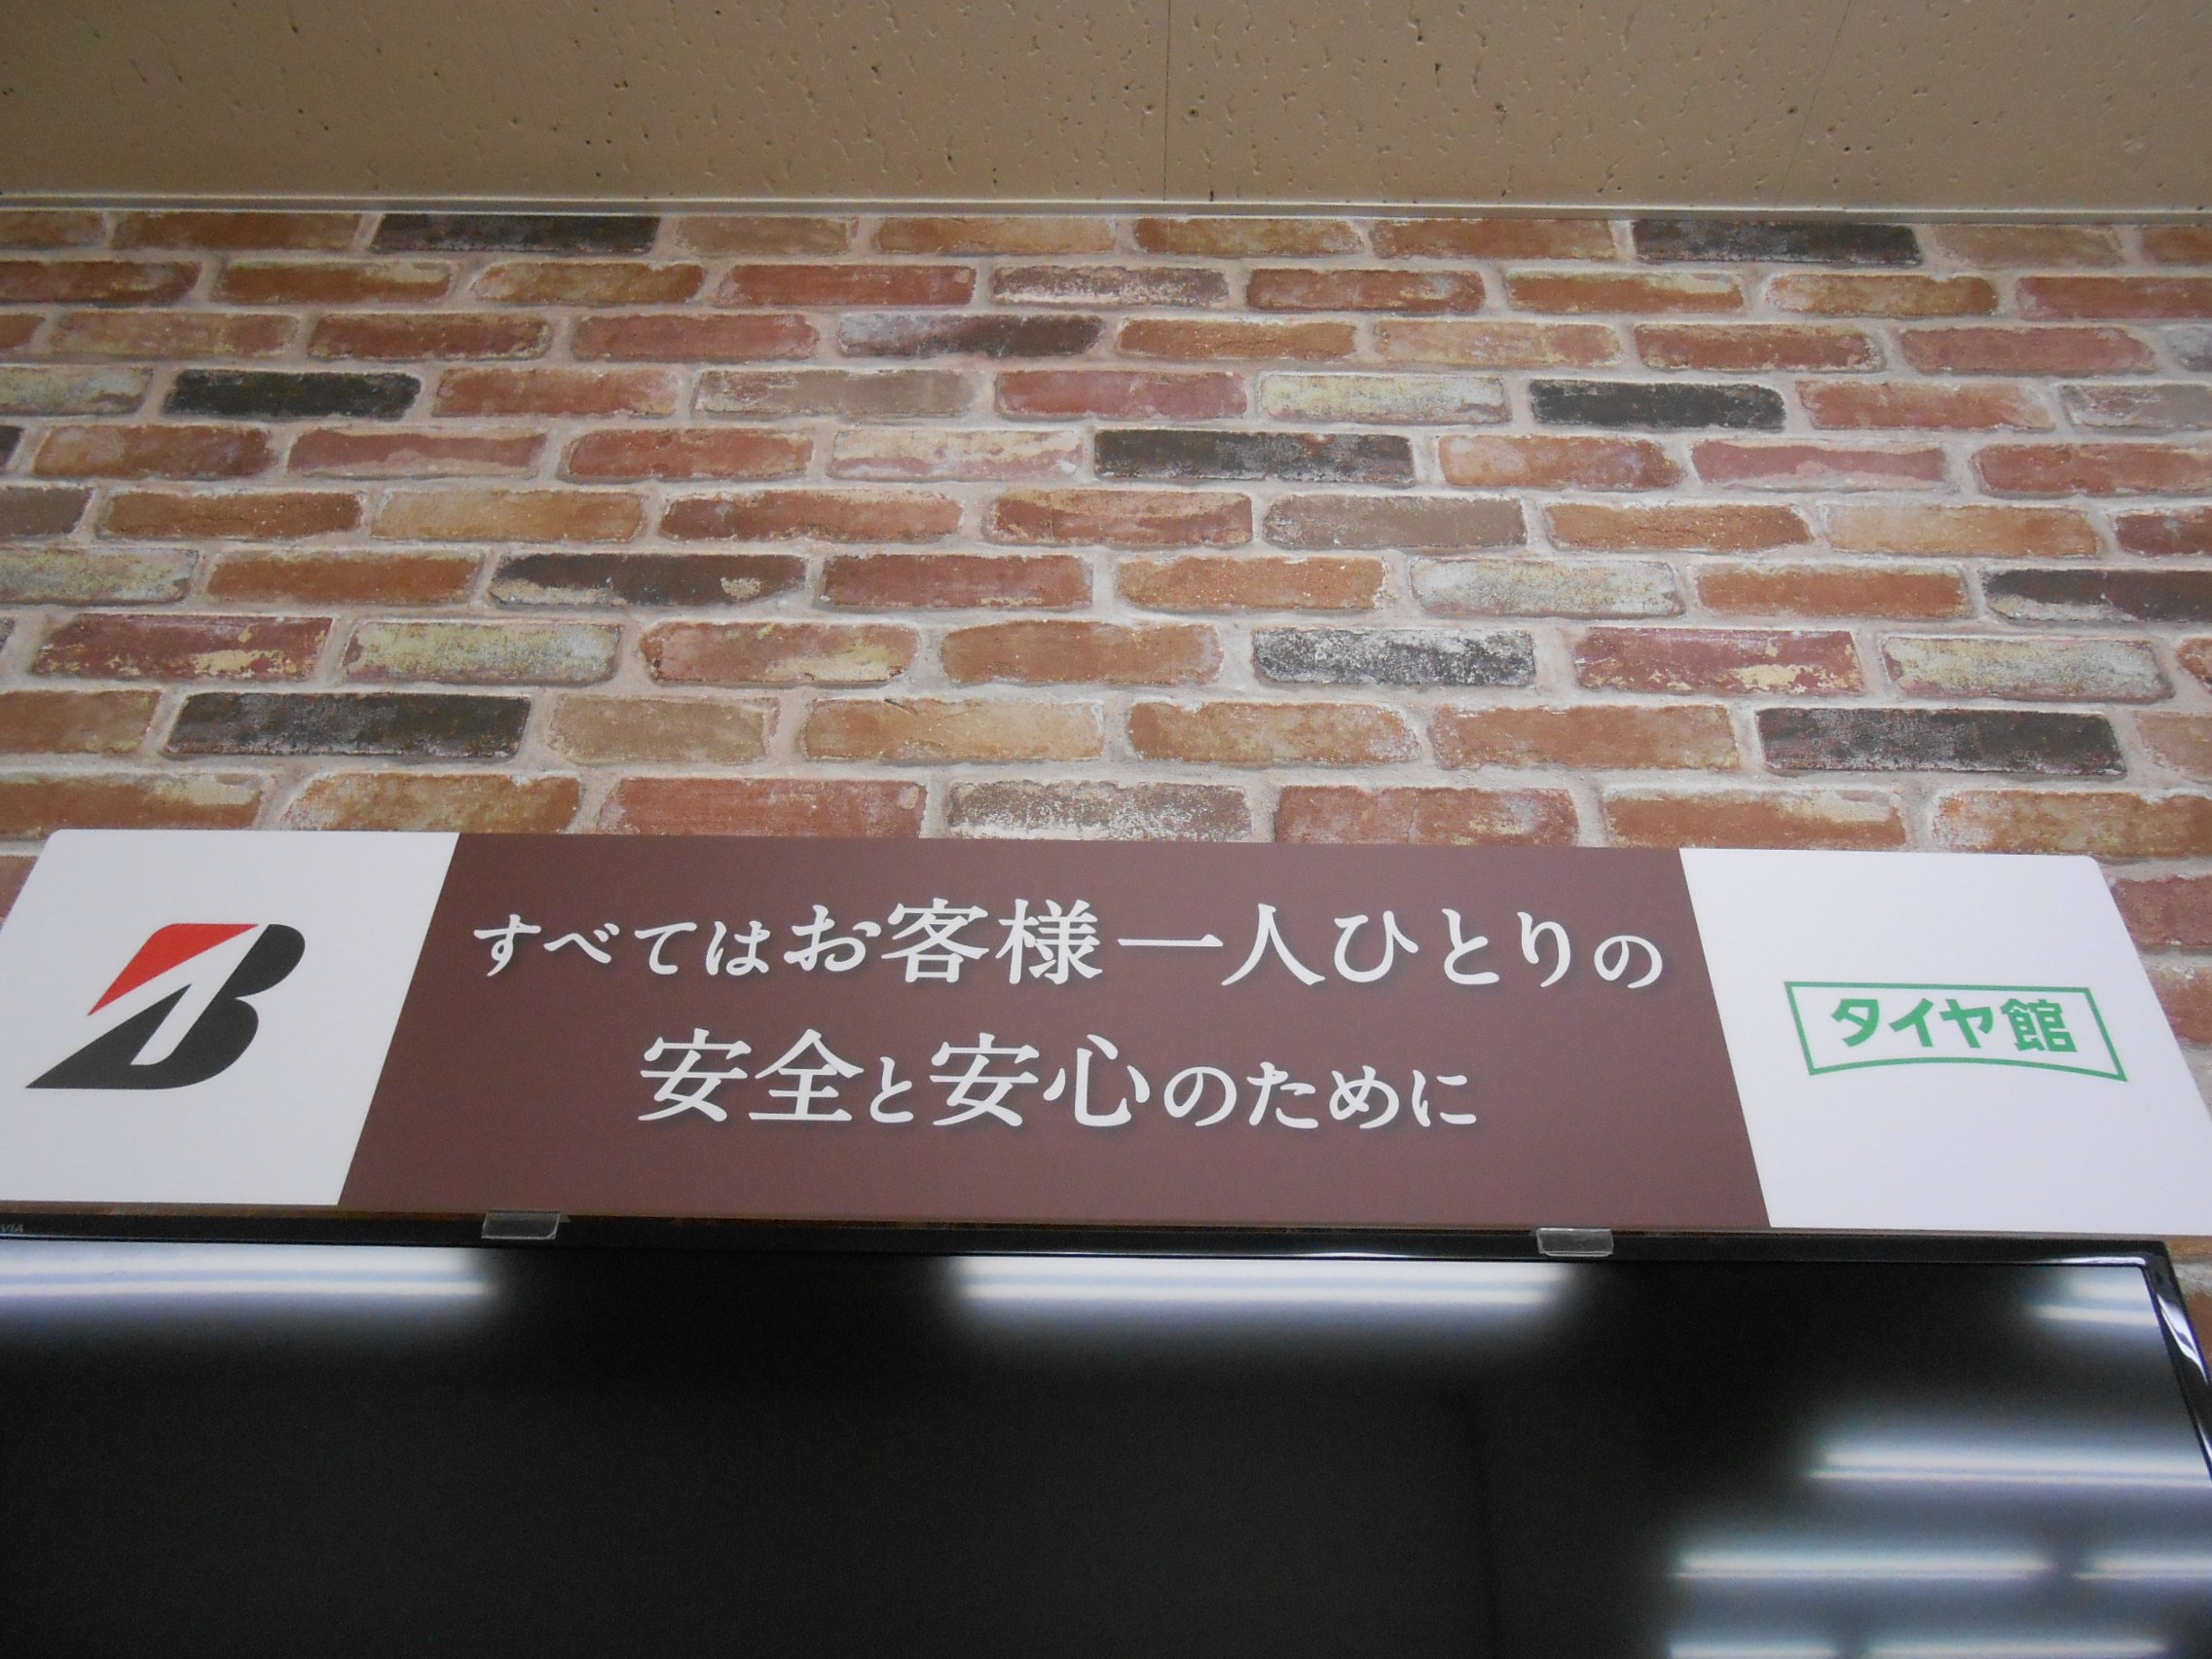 すべてはお客様一人ひとりの
安全と安心のために
B
タイヤ館
VIA